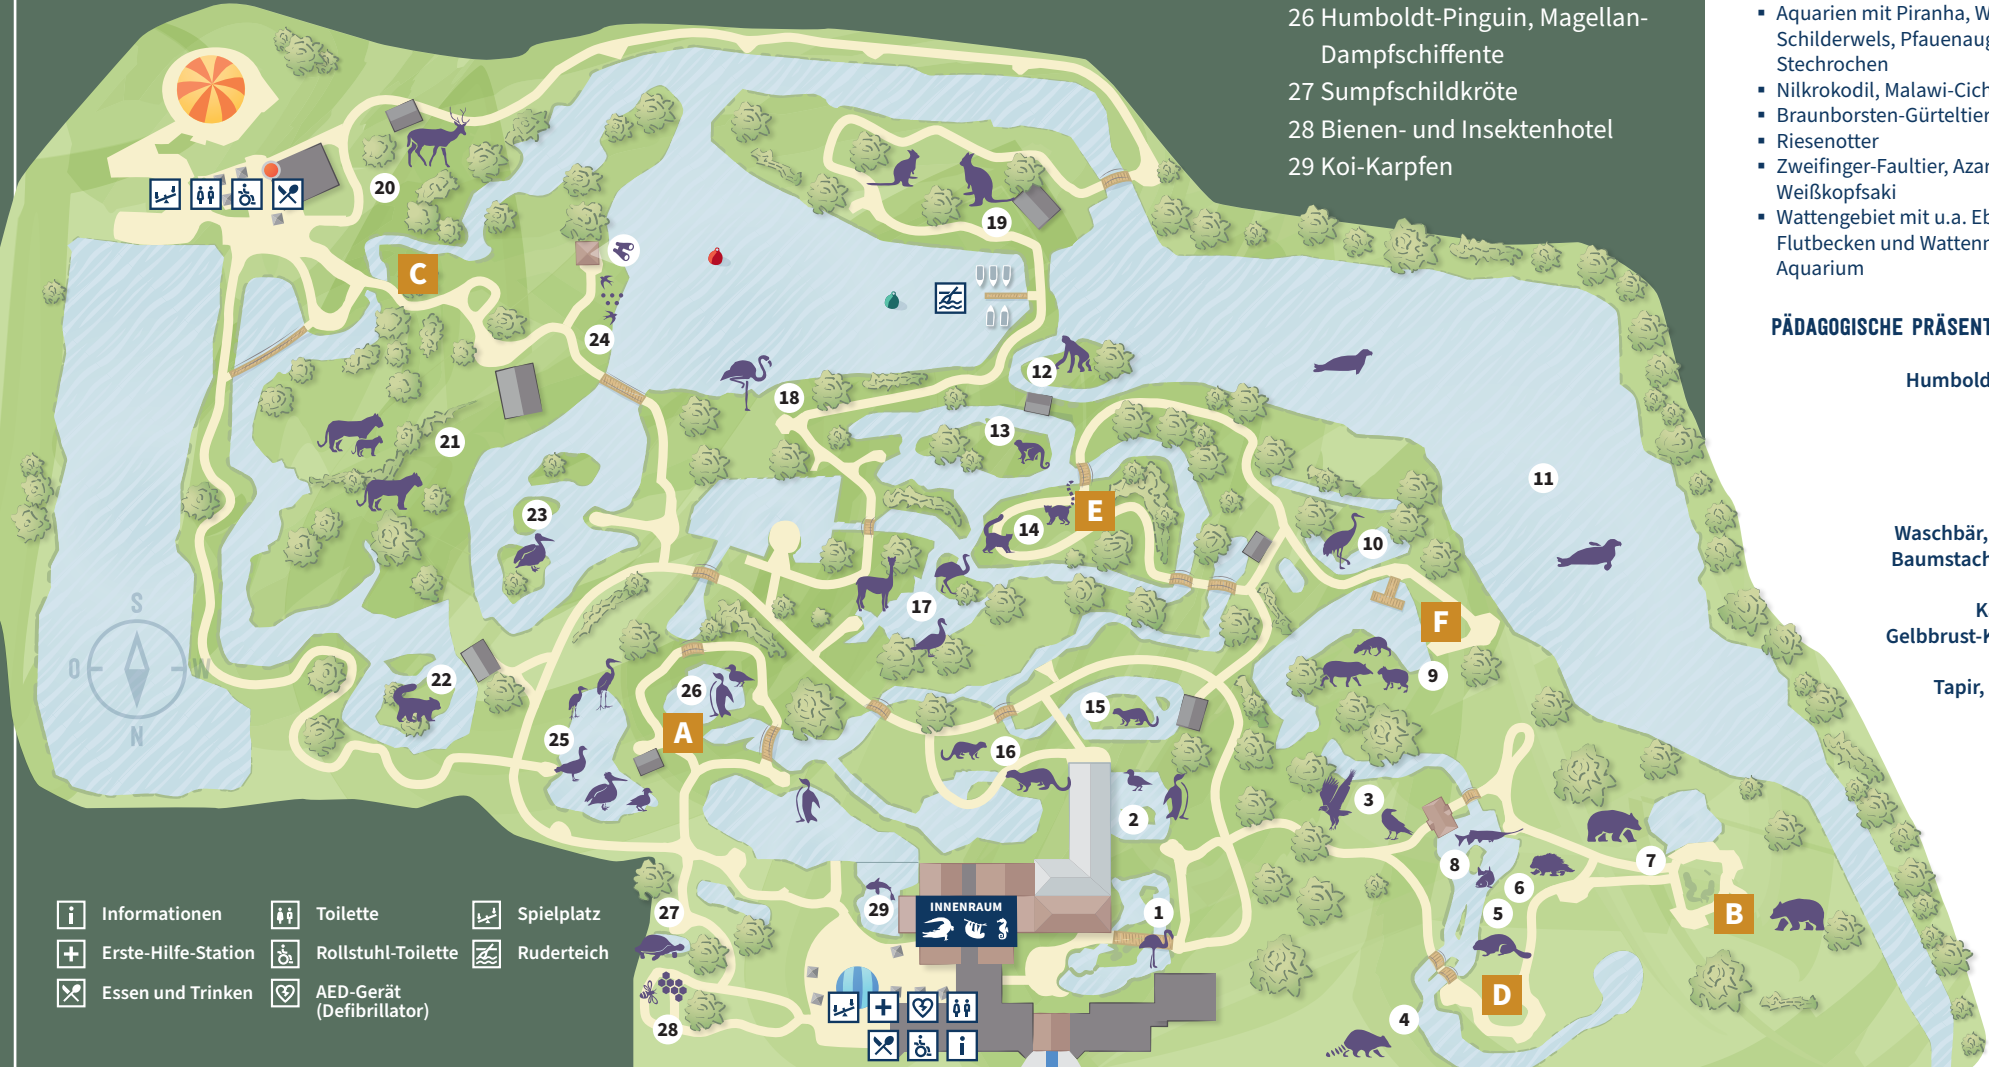 26 Humboldt-Pinguin, Magellan-
Dampfschiffente
27 Sumpfschildkröte
28 Bienen- und Insektenhotel
29 Koi-Karpfen
Aquarien mit Piranha,
Schilderwels,
Stechrochen
Nilkrokodil,
Braunborsten-Gürteltier
Riesenotter
Zweifinger-Faultier,
Weißkopfsaki
Wattengebiet mit u.a.
Flutbecken und
Aquarium
PÄDAGOGISCHE
Waschbär,
Tapir,
20
19
C
24
12
18
13
21
11
23
E
14
10
17
F
S
O
W
N
22
26
9
15
A
25
16
3
2
8
7
6
5
27
29
INNENRAUM
1
B
D
28
4
Informationen
Toilette
Spielplatz
Erste-Hilfe-Station
Rollstuhl-Toilette
Ruderteich
Essen und Trinken
AED-Gerät
(Defibrillator)
i
i